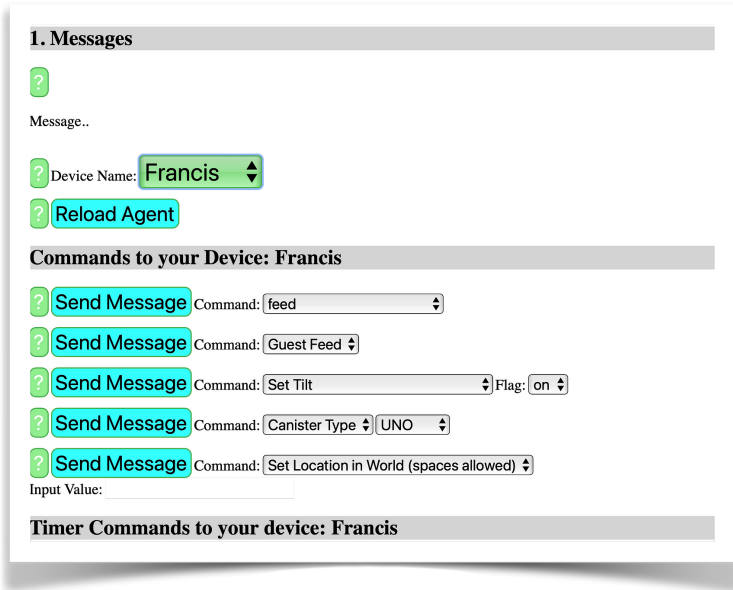 1. Messages
?
Message..
? Device Name: Francis
? Reload Agent
Commands to your Device: Francis
? Send Message Command: feed
? Send Message Command: Guest Feed
? Send Message Command: Set Tilt Flag: on
? Send Message Command: Canister Type UNO
? Send Message Command: Set Location in World (spaces allowed)
Input Value:
Timer Commands to your device: Francis